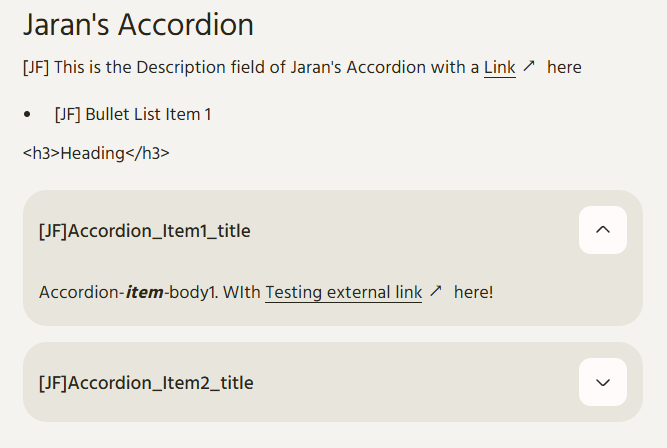 Jaran's Accordion
[JF] This is the Description field of Jaran's Accordion with a Link ↗ here
• [JF] Bullet List Item 1
<h3>Heading</h3>
[JF]Accordion_Item1_title
Accordion-item-body1. WIth Testing external link ↗ here!
[JF]Accordion_Item2_title